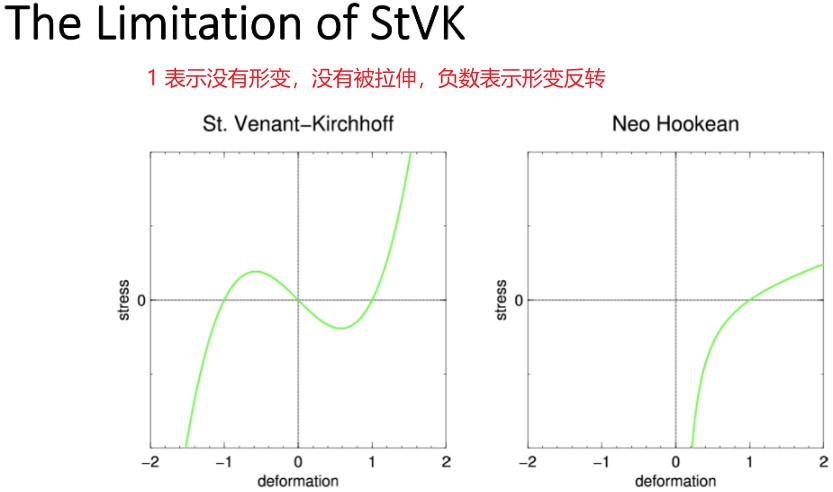 The Limitation of StVK
1 表示没有形变，没有被拉伸，负数表示形变反转
St. Venant−Kirchhoff
Neo Hookean
stress
0
−2
−1
0
1
2
deformation
stress
0
−2
−1
0
1
2
deformation